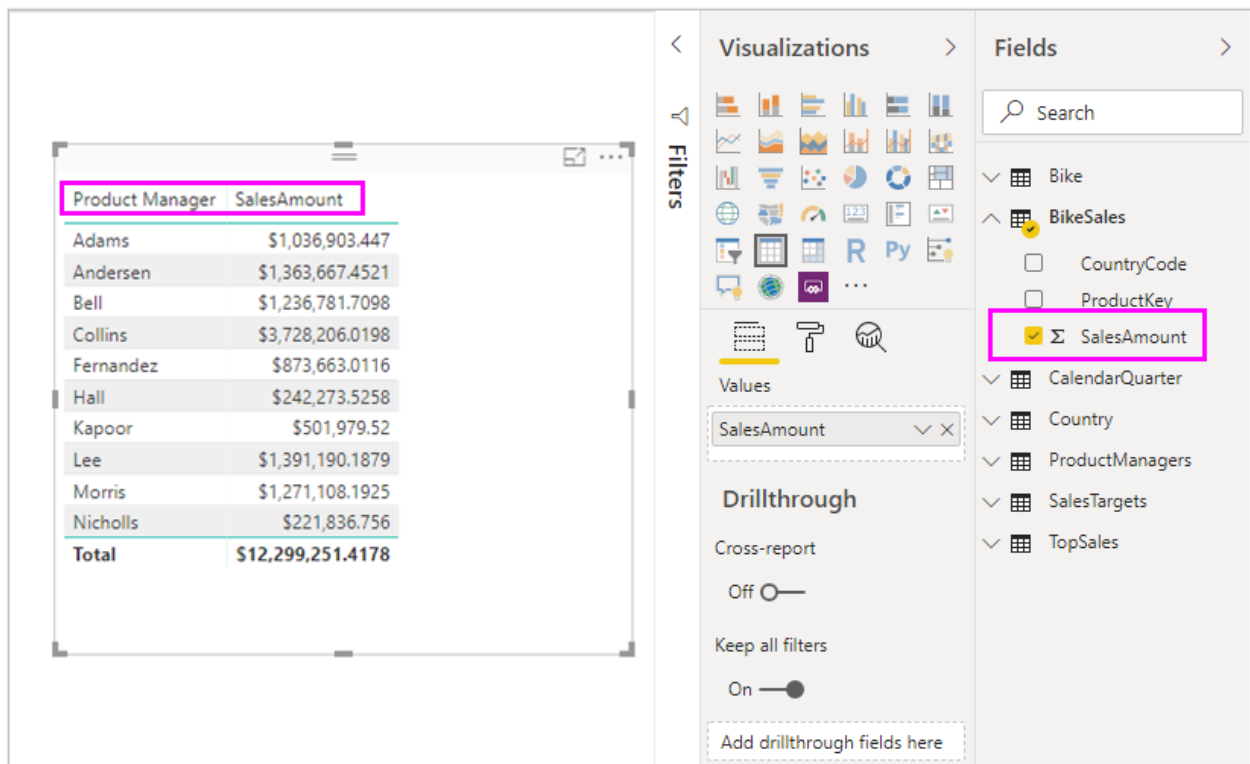 Product Manager SalesAmount
Adams $1,036,903.447
Andersen $1,363,667.4521
Bell $1,236,781.7098
Collins $3,728,206.0198
Fernandez $873,663.0116
Hall $242,273.5258
Kapoor $501,979.52
Lee $1,391,190.1879
Morris $1,271,108.1925
Nicholls $221,836.756
Total $12,299,251.4178
Filters
Visualizations
123
R Py
Values
SalesAmount
Drillthrough
Cross-report
Off
Keep all filters
On
Add drillthrough fields here
Fields
Search
Bike
BikeSales
CountryCode
ProductKey
Σ SalesAmount
CalendarQuarter
Country
ProductManagers
SalesTargets
TopSales